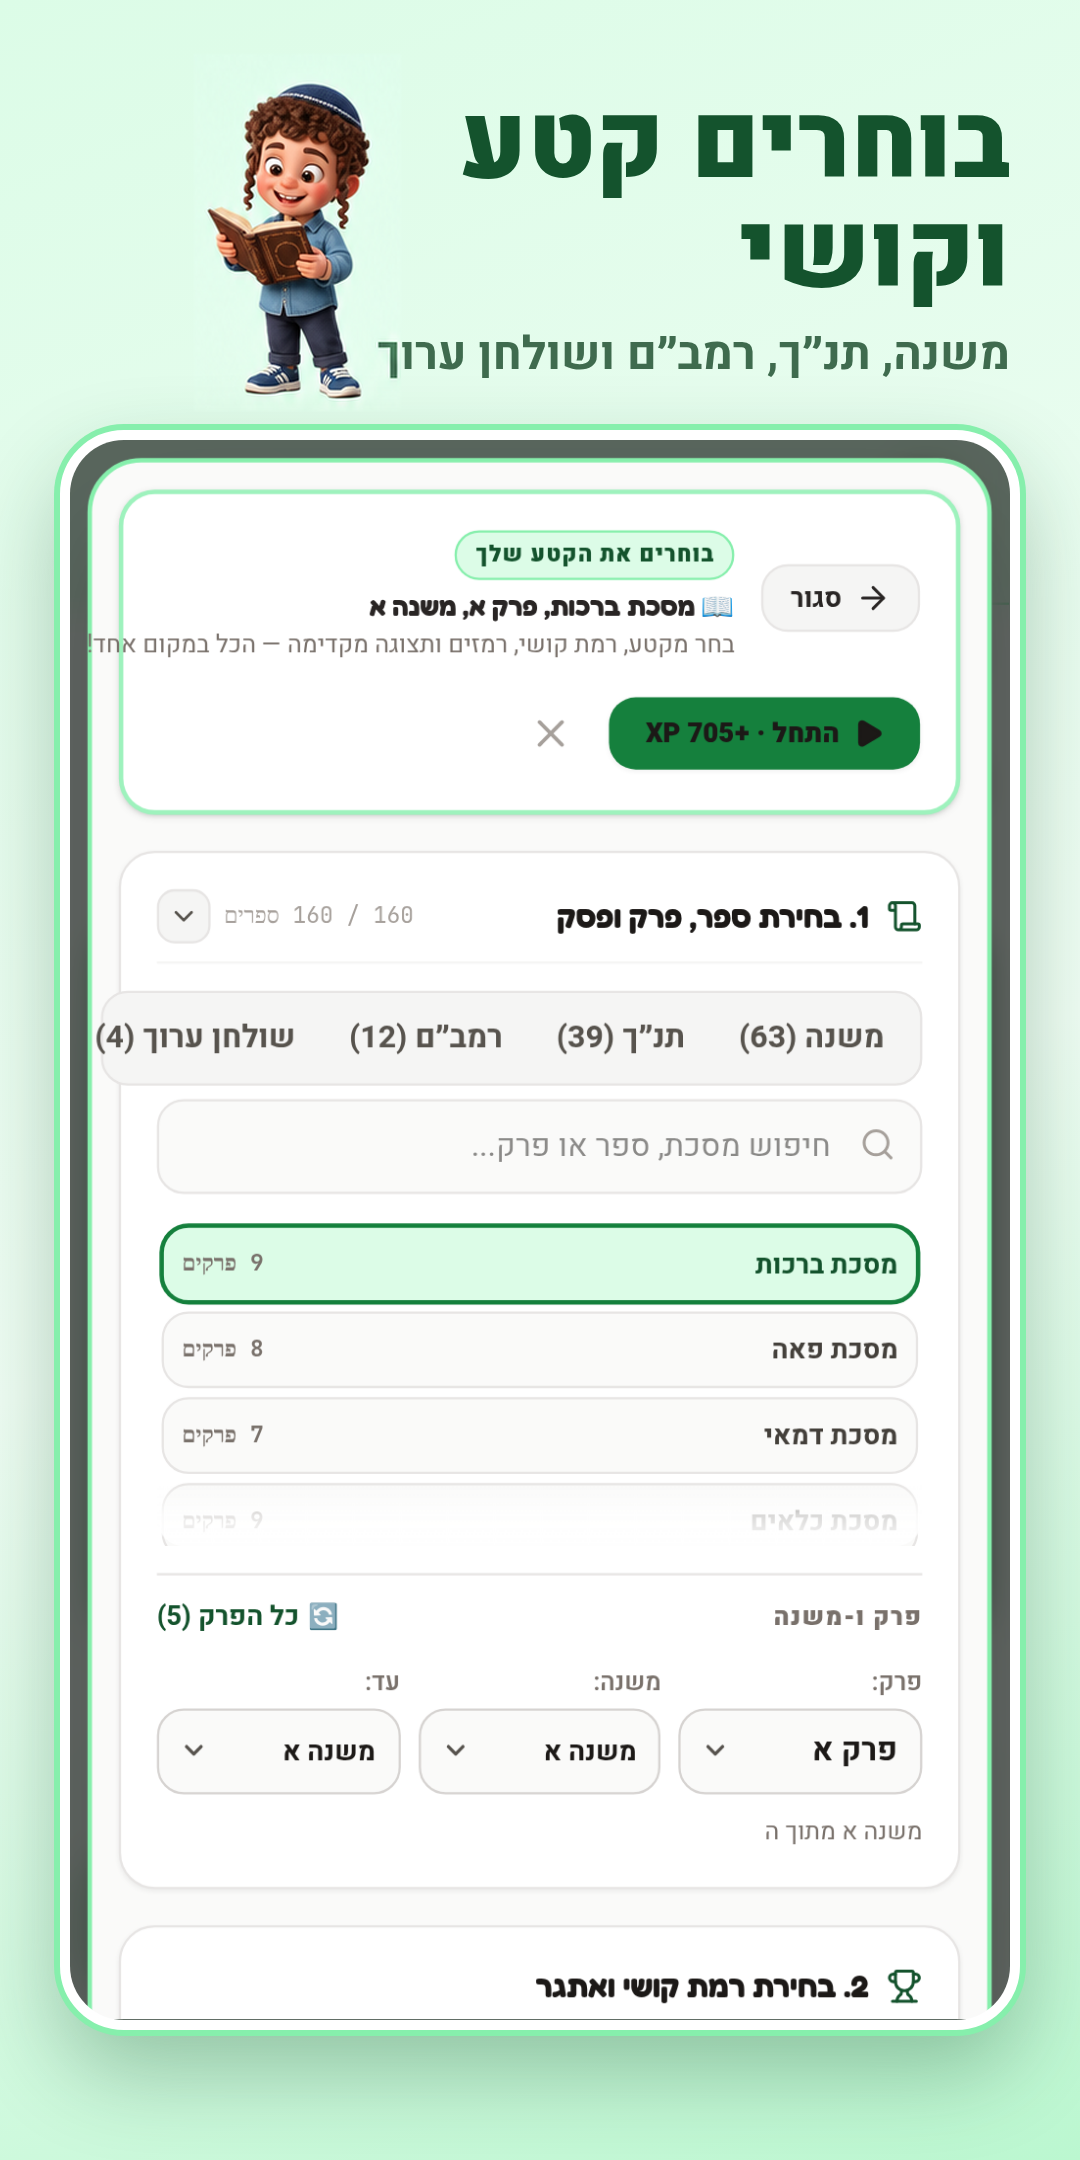 בוחרים קטע
וקושי
משנה, תנ״ך, רמב״ם ושולחן ערוך
סגור
בוחרים את הקטע שלך
📖 מסכת ברכות, פרק א, משנה א
בחר מקטע, רמת קושי, רמזים ותצוגה מקדימה — הכל במקום אחד!
התחל · +705 XP
1. בחירת ספר, פרק ופסק
160 / 160 ספרים
משנה (63) תנ״ך (39) רמב״ם (12) שולחן ערוך (4)
חיפוש מסכת, ספר או פרק...
מסכת ברכות 9 פרקים
מסכת פאה 8 פרקים
מסכת דמאי 7 פרקים
מסכת כלאים 9 פרקים
פרק ו-משנה 🔄 כל הפרק (5)
פרק: משנה: עד:
פרק א משנה א משנה א
משנה א מתוך ה
2. בחירת רמת קושי ואתגר